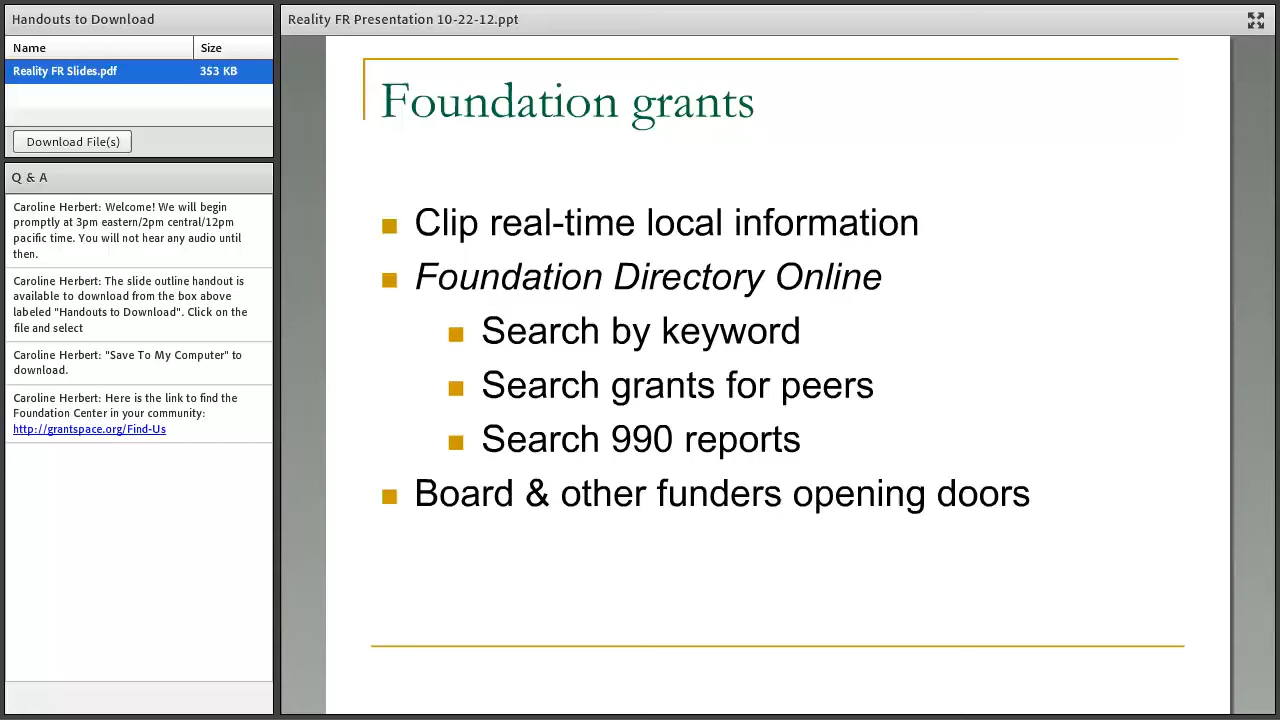 Handouts to Download
Name Size
Reality FR Slides.pdf 353 KB
Download File(s)
Q & A
Caroline Herbert: Welcome! We will begin
promptly at 3pm eastern/2pm central/12pm
pacific time. You will not hear any audio until
then.
Caroline Herbert: The slide outline handout is
available to download from the box above
labeled "Handouts to Download". Click on the
file and select
Caroline Herbert: "Save To My Computer" to
download.
Caroline Herbert: Here is the link to find the
Foundation Center in your community:
http://grantspace.org/Find-Us
Reality FR Presentation 10-22-12.ppt
Foundation grants
Clip real-time local information
Foundation Directory Online
Search by keyword
Search grants for peers
Search 990 reports
Board & other funders opening doors